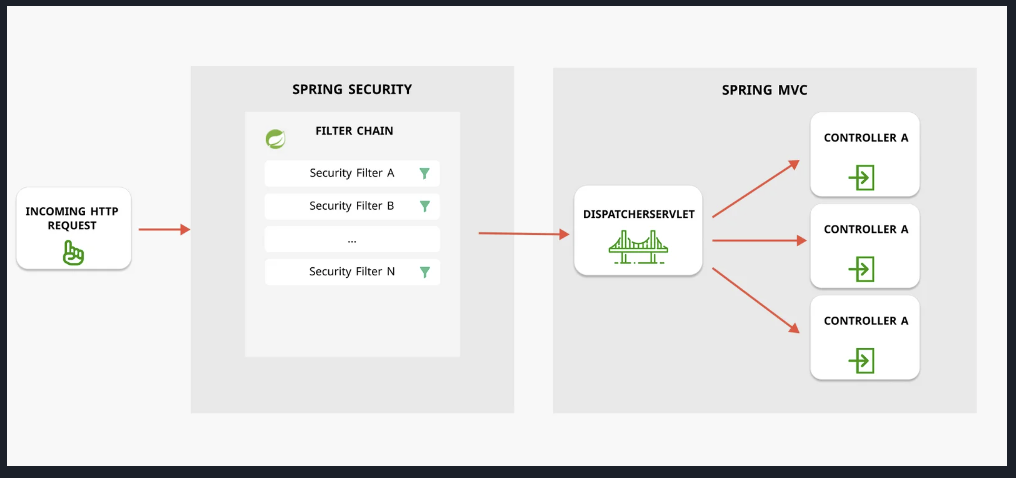 SPRING SECURITY
FILTER CHAIN
Security Filter A
Security Filter B
...
Security Filter N
INCOMING HTTP
REQUEST
SPRING MVC
DISPATCHERSERVLET
CONTROLLER A
CONTROLLER A
CONTROLLER A